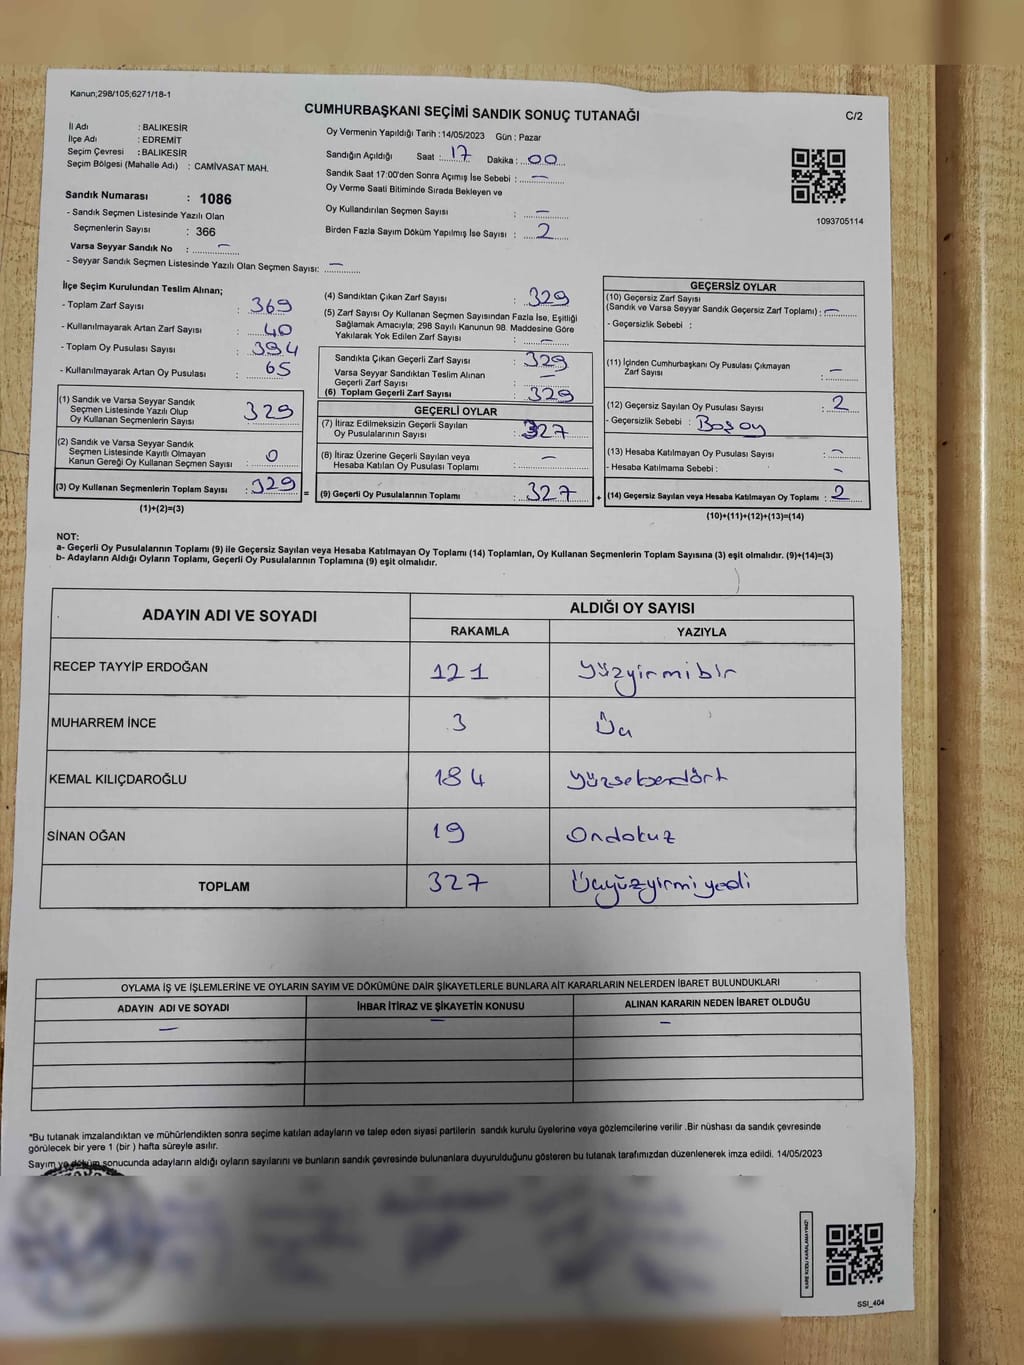 Kanun;298/105;6271/18-1
CUMHURBAŞKANI SEÇİMİ SANDIK SONUÇ TUTANAĞI
C/2
İl Adı : BALIKESİR
İlçe Adı : EDREMİT
Seçim Çevresi : BALIKESİR
Seçim Bölgesi (Mahalle Adı) : CAMİVASAT MAH.
Sandık Numarası : 1086
- Sandık Seçmen Listesinde Yazılı Olan
Seçmenlerin Sayısı : 366
Varsa Seyyar Sandık No : —
- Seyyar Sandık Seçmen Listesinde Yazılı Olan Seçmen Sayısı: —
Oy Vermenin Yapıldığı Tarih :14/05/2023 Gün : Pazar
Sandığın Açıldığı Saat : 17 Dakika : 00
Sandık Saat 17:00'den Sonra Açımış İse Sebebi : —
Oy Verme Saati Bitiminde Sırada Bekleyen ve
Oy Kullandırılan Seçmen Sayısı : —
Birden Fazla Sayım Döküm Yapılmış İse Sayısı : 2
1093705114
İlçe Seçim Kurulundan Teslim Alınan;
- Toplam Zarf Sayısı : 369
- Kullanılmayarak Artan Zarf Sayısı : 40
- Toplam Oy Pusulası Sayısı : 394
- Kullanılmayarak Artan Oy Pusulası : 65
(1) Sandık ve Varsa Seyyar Sandık
Seçmen Listesinde Yazılı Olup
Oy Kullanan Seçmenlerin Sayısı : 329
(2) Sandık ve Varsa Seyyar Sandık
Seçmen Listesinde Kayıtlı Olmayan
Kanun Gereği Oy Kullanan Seçmen Sayısı : 0
(3) Oy Kullanan Seçmenlerin Toplam Sayısı : 329
(1)+(2)=(3)
(4) Sandıktan Çıkan Zarf Sayısı : 329
(5) Zarf Sayısı Oy Kullanan Seçmen Sayısından Fazla İse, Eşitliği
Sağlamak Amacıyla; 298 Sayılı Kanunun 98. Maddesine Göre
Yakılarak Yok Edilen Zarf Sayısı : —
Sandıkta Çıkan Geçerli Zarf Sayısı : 329
Varsa Seyyar Sandıktan Teslim Alınan
Geçerli Zarf Sayısı : —
(6) Toplam Geçerli Zarf Sayısı : 329
GEÇERLİ OYLAR
(7) İtiraz Edilmeksizin Geçerli Sayılan
Oy Pusulalarının Sayısı : 327
(8) İtiraz Üzerine Geçerli Sayılan veya
Hesaba Katılan Oy Pusulası Toplamı : —
=
(9) Geçerli Oy Pusulalarının Toplamı : 327
+
GEÇERSİZ OYLAR
(10) Geçersiz Zarf Sayısı
(Sandık ve Varsa Seyyar Sandık Geçersiz Zarf Toplamı) : —
- Geçersizlik Sebebi :
(11) İçinden Cumhurbaşkanı Oy Pusulası Çıkmayan
Zarf Sayısı : —
(12) Geçersiz Sayılan Oy Pusulası Sayısı : 2
- Geçersizlik Sebebi : Boş oy
(13) Hesaba Katılmayan Oy Pusulası Sayısı : —
- Hesaba Katılmama Sebebi : —
(14) Geçersiz Sayılan veya Hesaba Katılmayan Oy Toplamı : 2
(10)+(11)+(12)+(13)=(14)
NOT:
a- Geçerli Oy Pusulalarının Toplamı (9) ile Geçersiz Sayılan veya Hesaba Katılmayan Oy Toplamı (14) Toplamları, Oy Kullanan Seçmenlerin Toplam Sayısına (3) eşit olmalıdır. (9)+(14)=(3)
b- Adayların Aldığı Oyların Toplamı, Geçerli Oy Pusulalarının Toplamına (9) eşit olmalıdır.
ADAYIN ADI VE SOYADI ALDIĞI OY SAYISI
RAKAMLA YAZIYLA
RECEP TAYYİP ERDOĞAN 121 Yüzyirmibir
MUHARREM İNCE 3 Üç
KEMAL KILIÇDAROĞLU 184 Yüzseksendört
SİNAN OĞAN 19 Ondokuz
TOPLAM 327 Üçyüzyirmiyedi
OYLAMA İŞ VE İŞLEMLERİNE VE OYLARIN SAYIM VE DÖKÜMÜNE DAİR ŞİKAYETLERLE BUNLARA AİT KARARLARIN NELERDEN İBARET BULUNDUKLARI
ADAYIN ADI VE SOYADI İHBAR İTİRAZ VE ŞİKAYETİN KONUSU ALINAN KARARIN NEDEN İBARET OLDUĞU
— — —
*Bu tutanak imzalandıktan ve mühürlendikten sonra seçime katılan adayların ve talep eden siyasi partilerin sandık kurulu üyelerine veya gözlemcilerine verilir .Bir nüshası da sandık çevresinde
görülecek bir yere 1 (bir ) hafta süreyle asılır.
Sayım ve döküm sonucunda adayların aldığı oyların sayılarını ve bunların sandık çevresinde bulunanlara duyurulduğunu gösteren bu tutanak tarafımızdan düzenlenerek imza edildi. 14/05/2023
KARE KODU KARALAMAYINIZ!
SSI_404